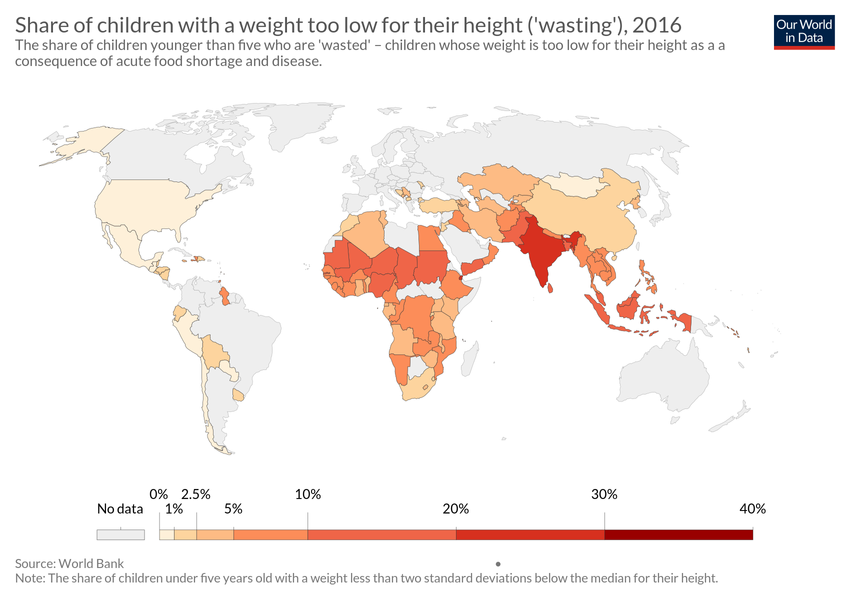 Share of children with a weight too low for their height ('wasting'), 2016
Our World
in Data
The share of children younger than five who are 'wasted' – children whose weight is too low for their height as a a
consequence of acute food shortage and disease.
No data
0%
1%
2.5%
5%
10%
20%
30%
40%
Source: World Bank
Note: The share of children under five years old with a weight less than two standard deviations below the median for their height.